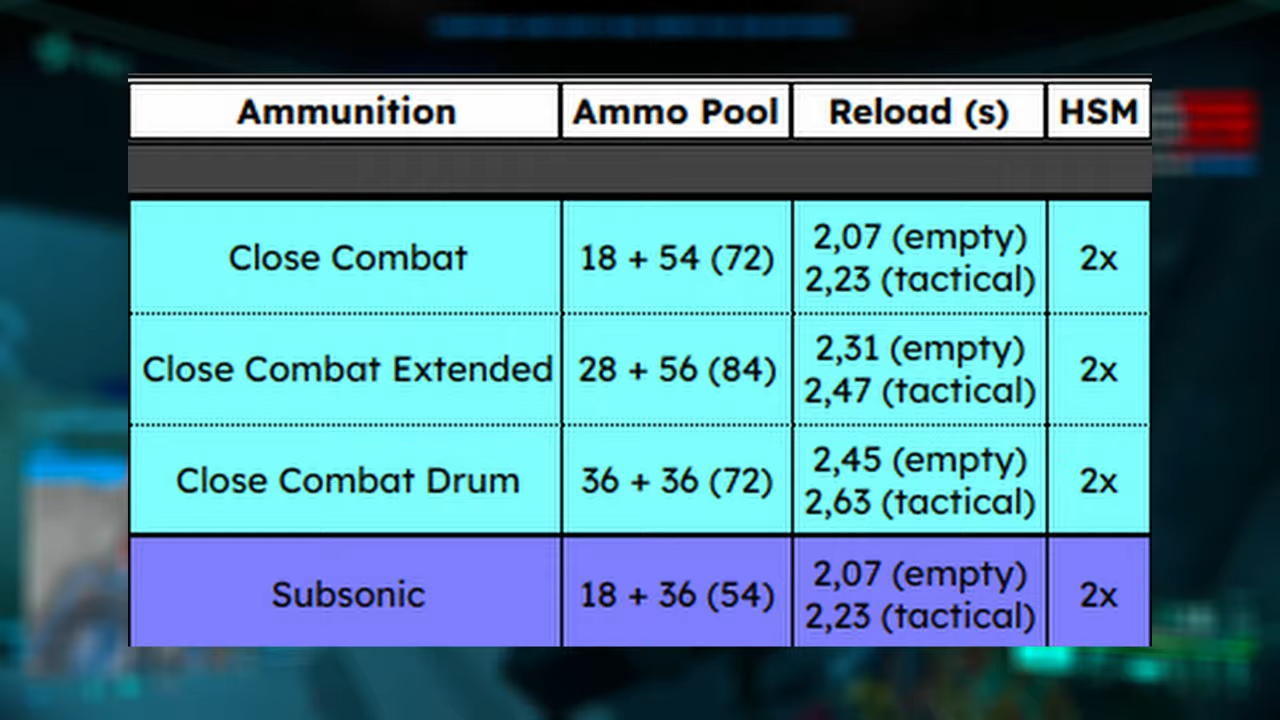 Ammunition Ammo Pool Reload (s) HSM
Close Combat 18 + 54 (72) 2,07 (empty) 2x
2,23 (tactical)
Close Combat Extended 28 + 56 (84) 2,31 (empty) 2x
2,47 (tactical)
Close Combat Drum 36 + 36 (72) 2,45 (empty) 2x
2,63 (tactical)
Subsonic 18 + 36 (54) 2,07 (empty) 2x
2,23 (tactical)